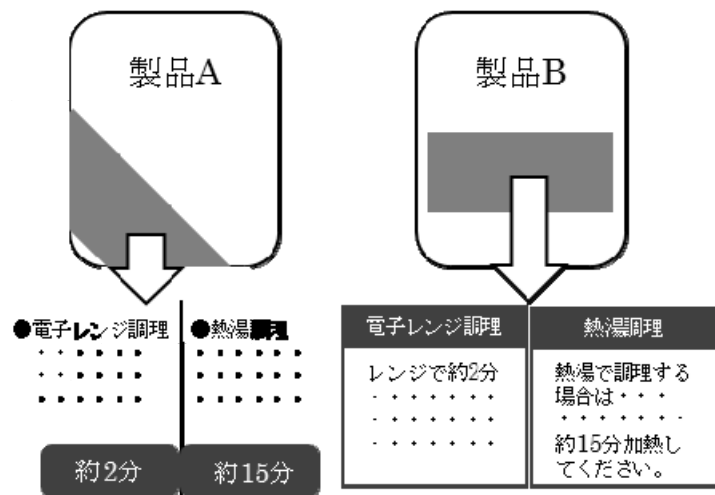 製品A
●電子レンジ調理
・・・・・・
・・・・・・
・・・・・・
約2分
●熱湯調理
・・・・・・
・・・・・・
・・・・・・
約15分
製品B
電子レンジ調理
レンジで約2分
・・・・・・・
・・・・・・・
・・・・・・・
熱湯調理
熱湯で調理する
場合は・・・
・・・・・・・
約15分加熱し
てください。